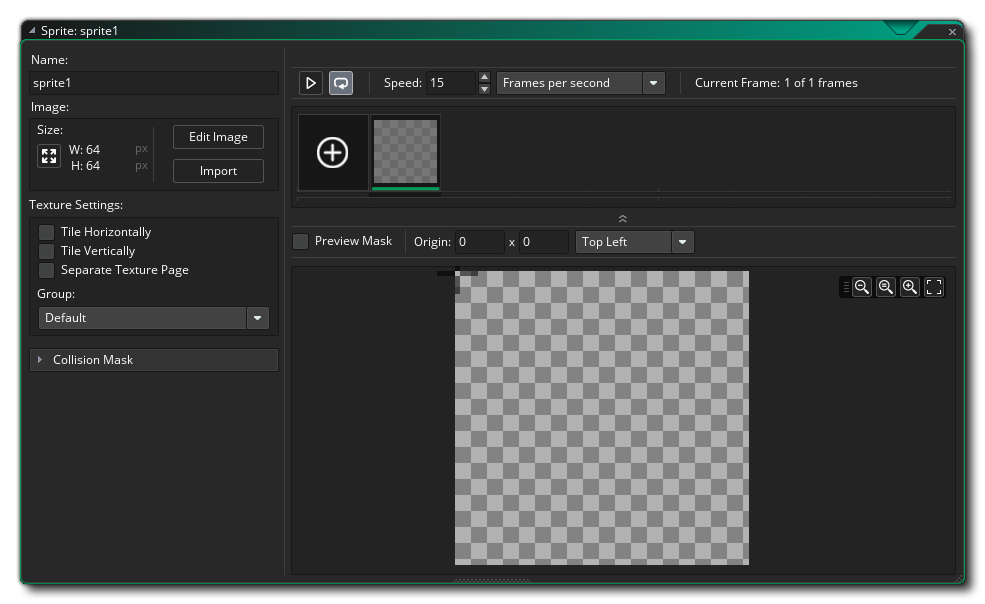 Sprite: sprite1
Name:
sprite1
Image:
Size:
W: 64 px
H: 64 px
Edit Image
Import
Texture Settings:
Tile Horizontally
Tile Vertically
Separate Texture Page
Group:
Default
Collision Mask
Speed: 15 Frames per second Current Frame: 1 of 1 frames
Preview Mask Origin: 0 x 0 Top Left